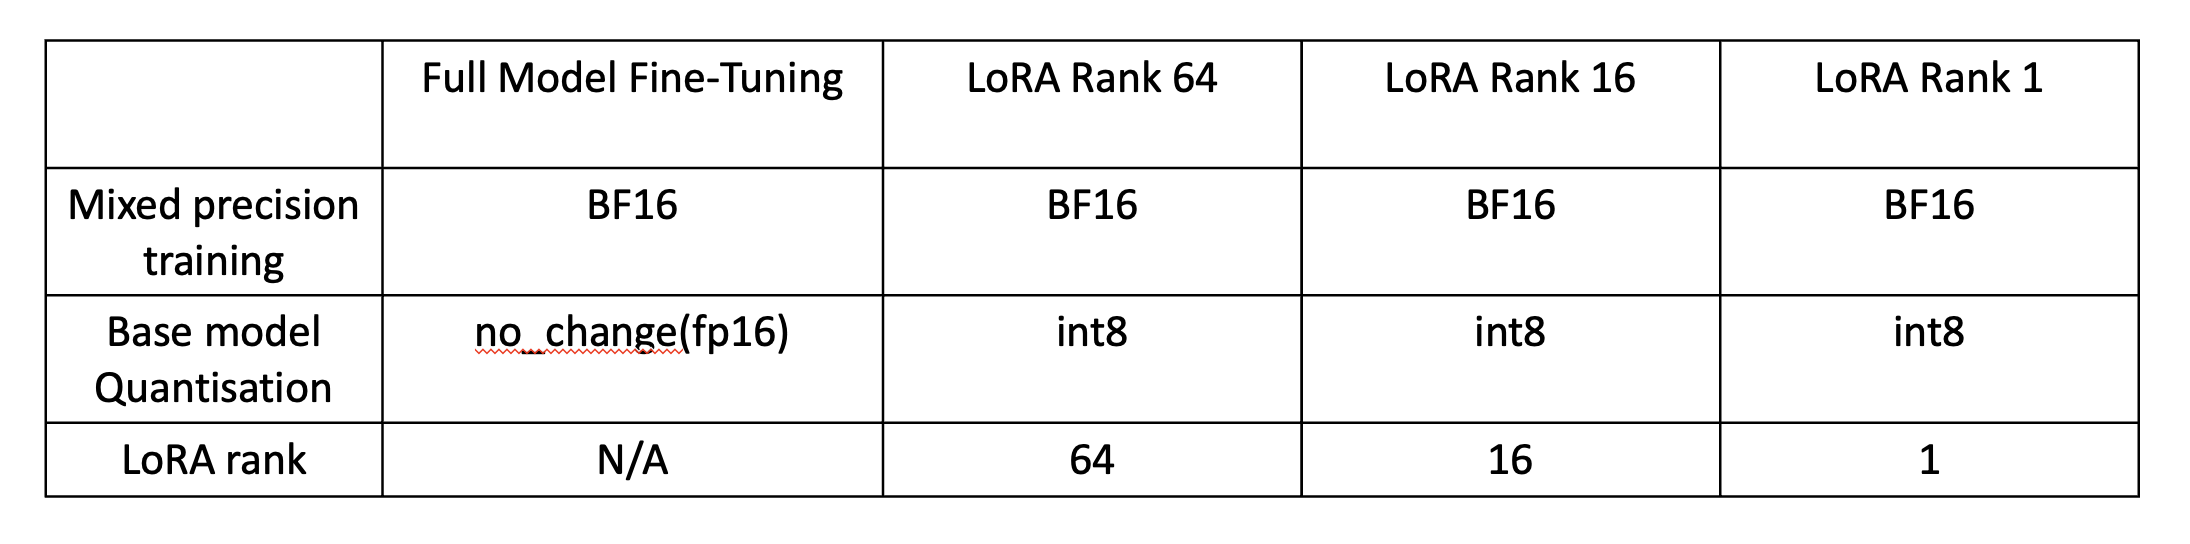 Full Model Fine-Tuning
LoRA Rank 64
LoRA Rank 16
LoRA Rank 1
Mixed precision
training
BF16
BF16
BF16
BF16
Base model
Quantisation
no_change(fp16)
int8
int8
int8
LoRA rank
N/A
64
16
1